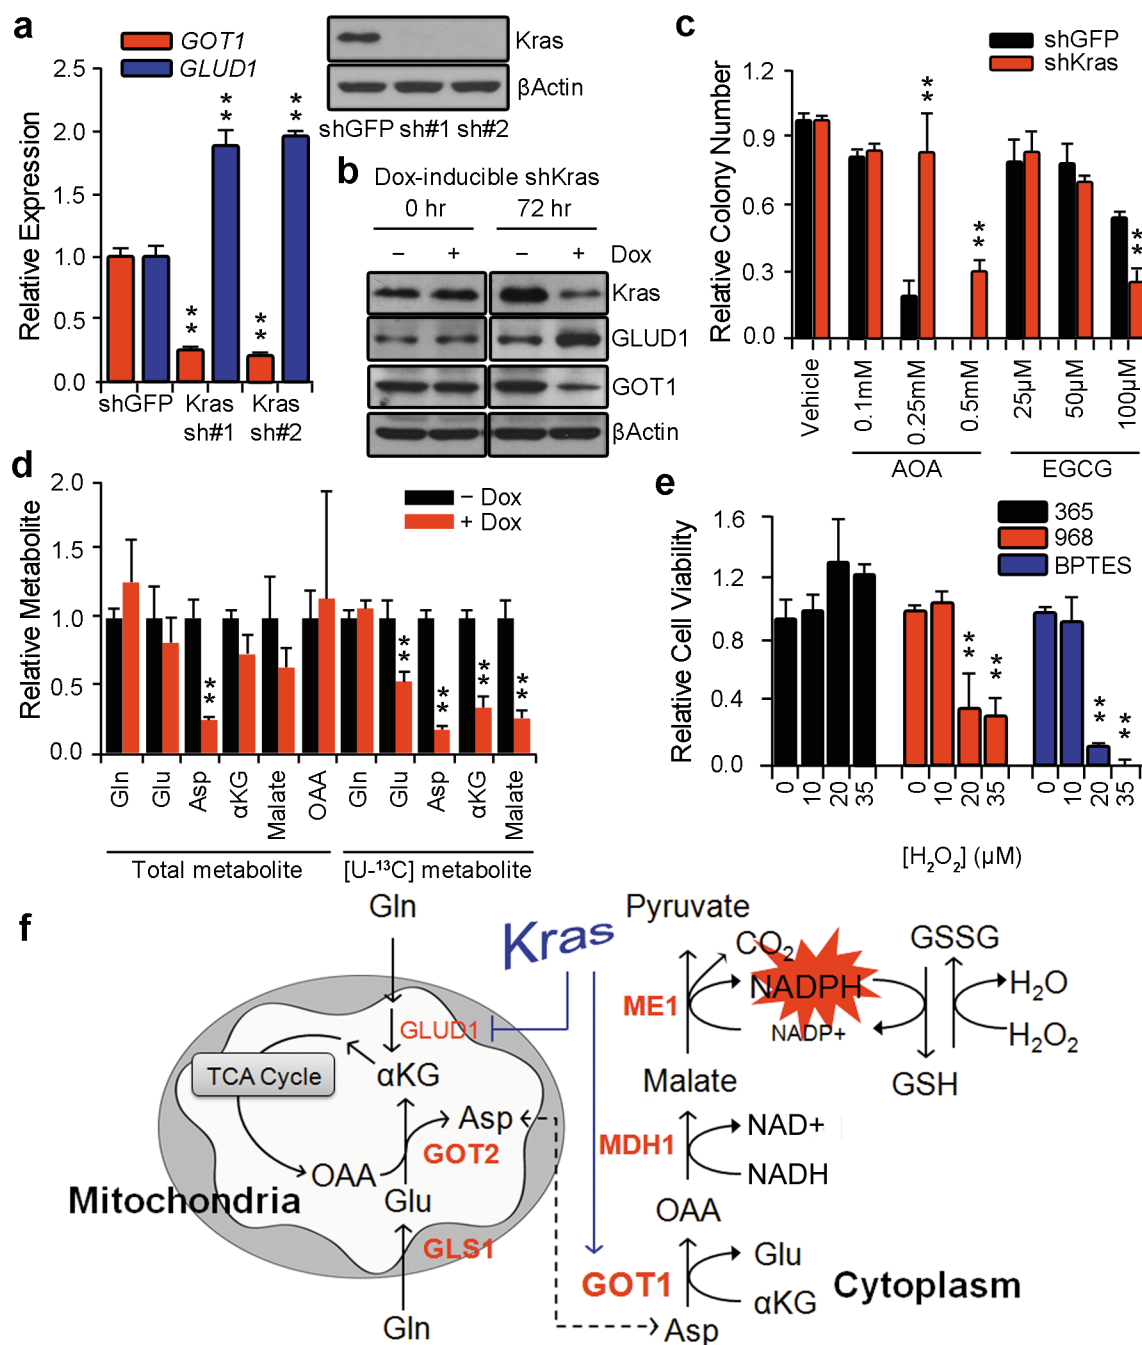 a
GOT1
GLUD1
Relative Expression
2.5
2.0
1.5
1.0
0.5
0.0
**
**
**
**
shGFP
Kras sh#1
Kras sh#2
Kras
βActin
shGFP sh#1 sh#2
b
Dox-inducible shKras
0 hr
72 hr
− + − + Dox
Kras
GLUD1
GOT1
βActin
c
shGFP
shKras
Relative Colony Number
1.2
0.9
0.6
0.3
0.0
**
**
**
Vehicle
0.1mM
0.25mM
0.5mM
25µM
50µM
100µM
AOA
EGCG
d
− Dox
+ Dox
Relative Metabolite
2.0
1.5
1.0
0.5
0.0
**
**
**
**
**
Gln
Glu
Asp
αKG
Malate
OAA
Gln
Glu
Asp
αKG
Malate
Total metabolite
[U-¹³C] metabolite
e
365
968
BPTES
Relative Cell Viability
1.6
1.2
0.8
0.4
0.0
**
**
**
**
0 10 20 35 0 10 20 35 0 10 20 35
[H₂O₂] (µM)
f
Gln
Kras
GLUD1
TCA Cycle
αKG
Asp
GOT2
OAA
Mitochondria
Glu
GLS1
Gln
Pyruvate
CO₂
GSSG
NADPH
H₂O
ME1
NADP+
H₂O₂
Malate
GSH
NAD+
MDH1
NADH
OAA
Glu
GOT1
αKG
Cytoplasm
Asp